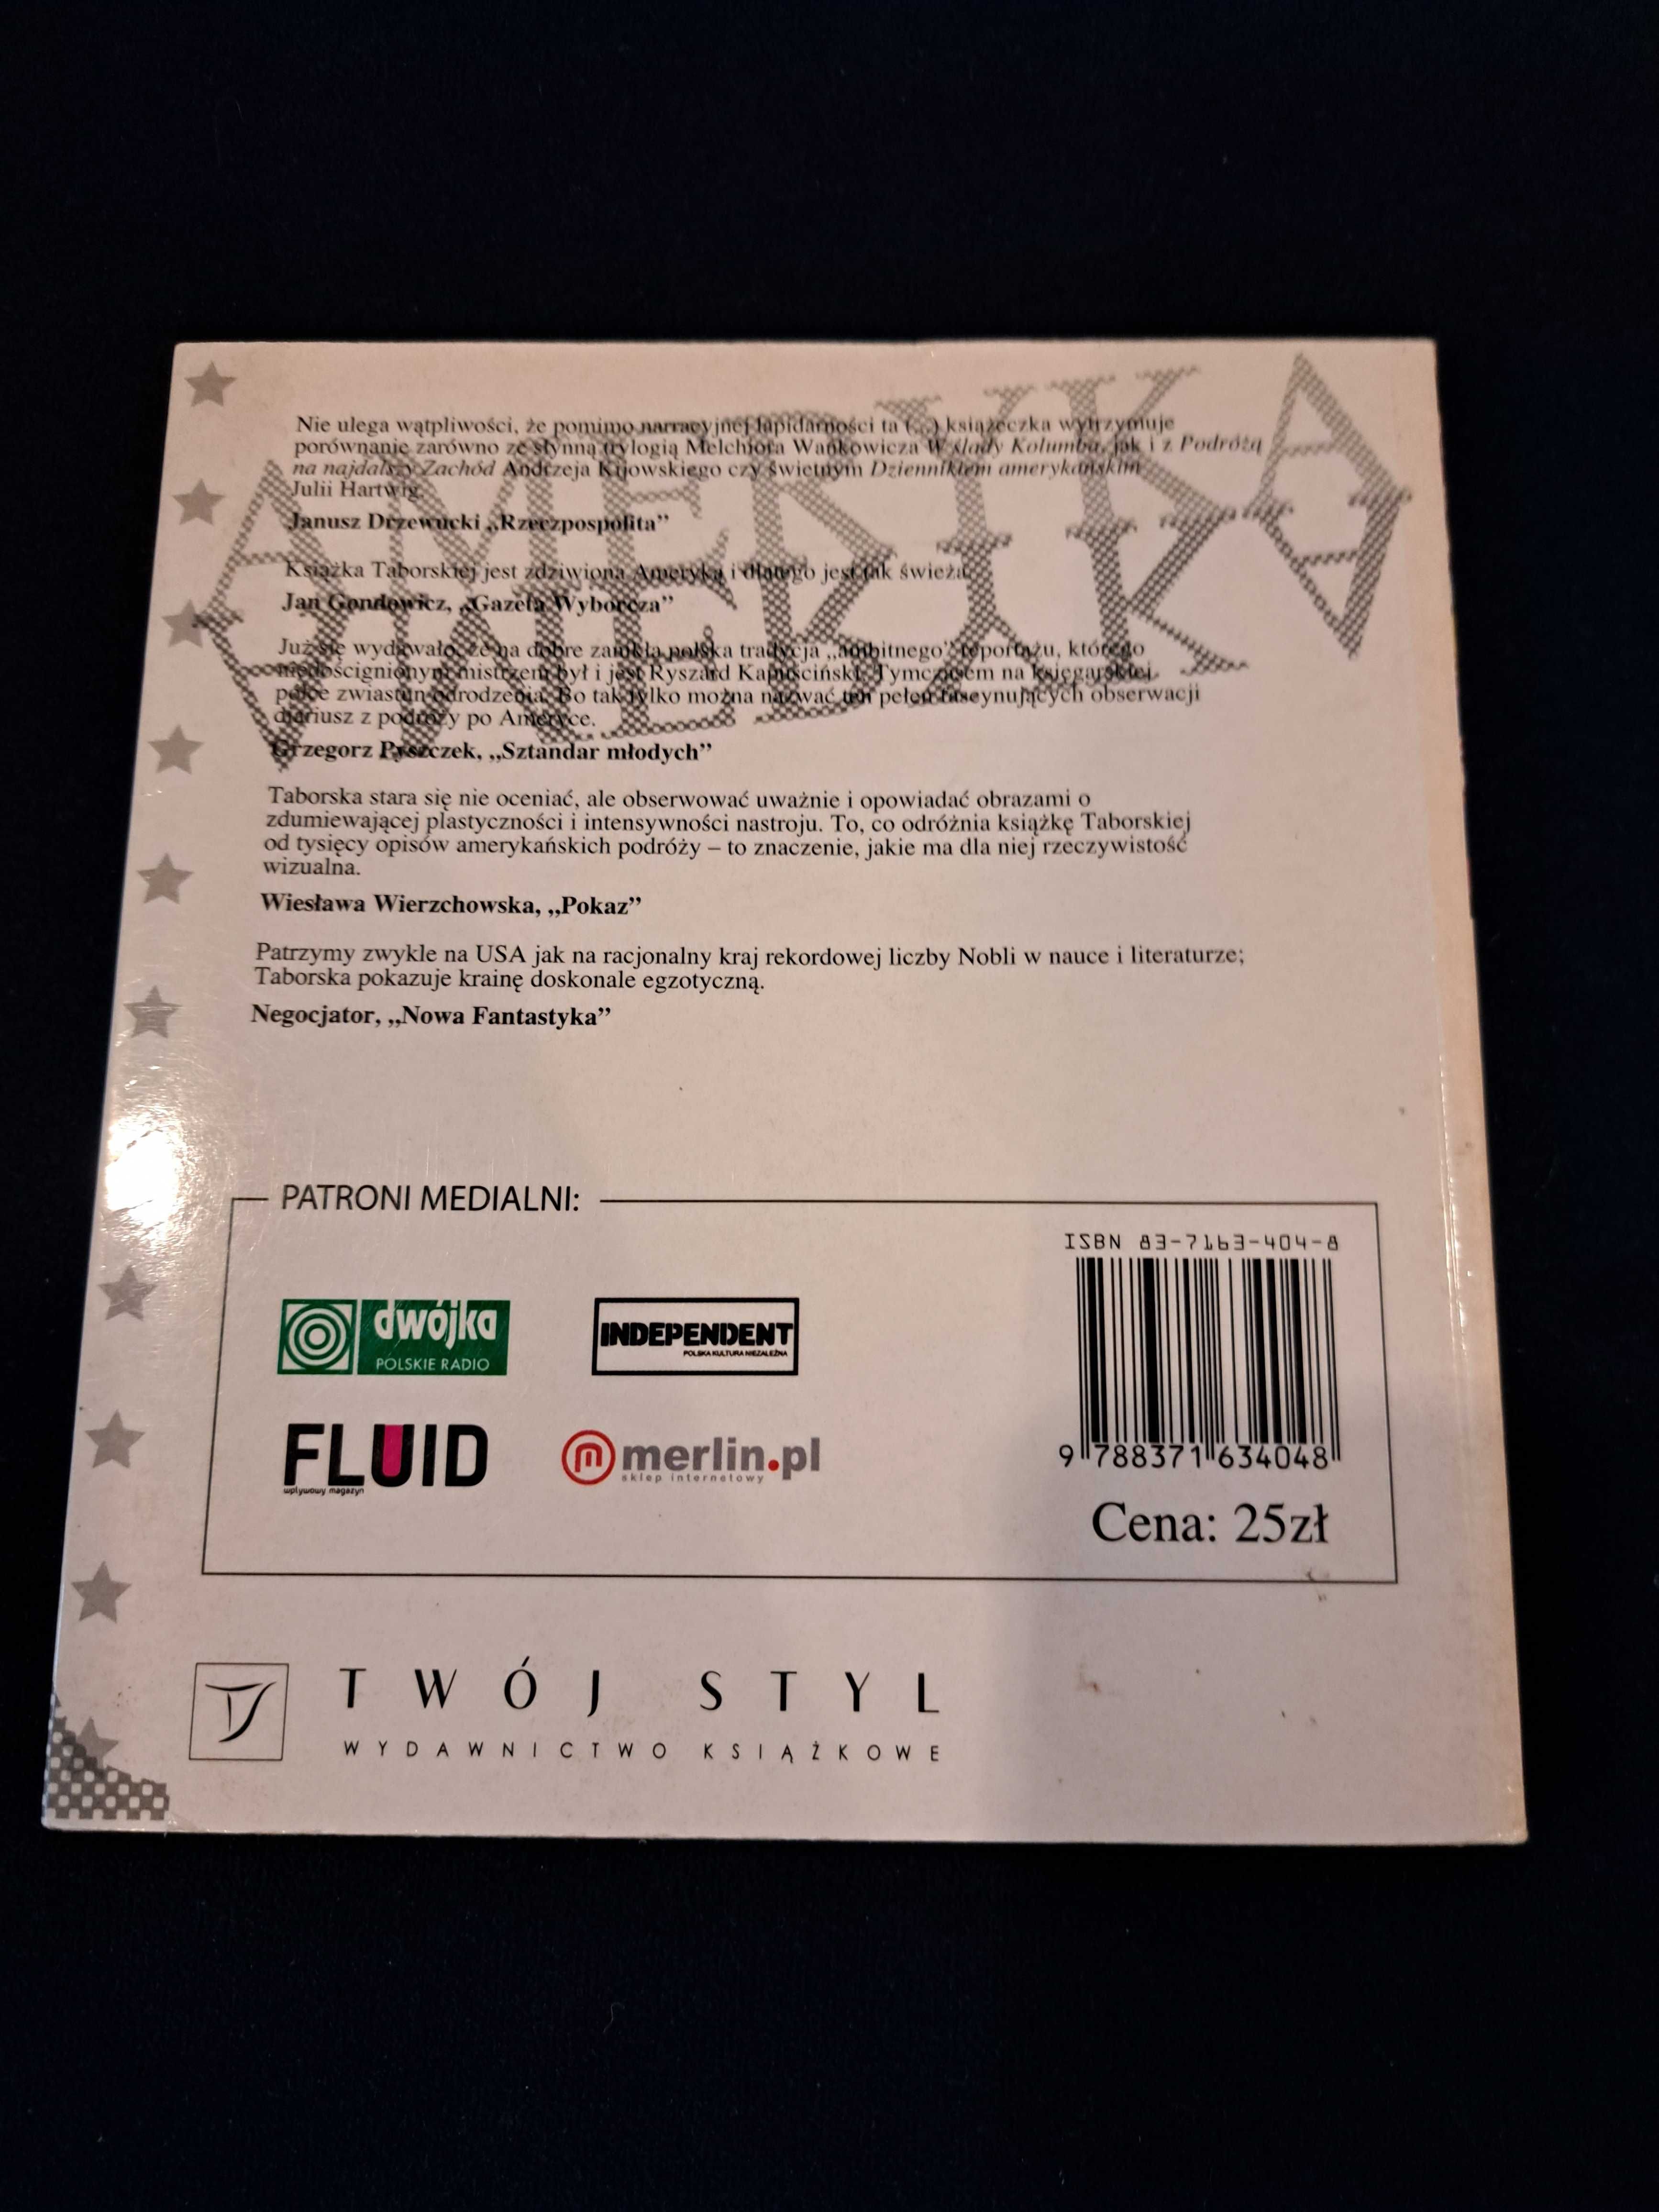 AMERYKA
Nie ulega wątpliwości, że pomimo narracyjnej lapidarności ta (...) książeczka wytrzymuje
porównanie zarówno ze słynną trylogią Melchiora Wańkowicza W ślady Kolumba, jak i z Podróżą
na najdalszy Zachód Andrzeja Kijowskiego czy świetnym Dziennikiem amerykańskim
Julii Hartwig.
Janusz Drzewucki „Rzeczpospolita”
Książka Taborskiej jest zdziwiona Ameryką i dlatego jest tak świeża.
Jan Gondowicz, „Gazeta Wyborcza”
Już się wydawało, że na dobre zanikła polska tradycja „ambitnego” reportażu, którego
niedoścignionym mistrzem był i jest Ryszard Kapuściński. Tymczasem na księgarskiej
półce zwiastun odrodzenia. Bo tak tylko można nazwać ten pełen fascynujących obserwacji
diariusz z podróży po Ameryce.
Grzegorz Pyszczek, „Sztandar młodych”
Taborska stara się nie oceniać, ale obserwować uważnie i opowiadać obrazami o
zdumiewającej plastyczności i intensywności nastroju. To, co odróżnia książkę Taborskiej
od tysięcy opisów amerykańskich podróży – to znaczenie, jakie ma dla niej rzeczywistość
wizualna.
Wiesława Wierzchowska, „Pokaz”
Patrzymy zwykle na USA jak na racjonalny kraj rekordowej liczby Nobli w nauce i literaturze;
Taborska pokazuje krainę doskonale egzotyczną.
Negocjator, „Nowa Fantastyka”
PATRONI MEDIALNI:
dwójka
POLSKIE RADIO
INDEPENDENT
POLSKA KULTURA NIEZALEŻNA
FLUID
wpływowy magazyn
merlin.pl
sklep internetowy
ISBN 83-7163-404-8
9 788371 634048
Cena: 25zł
TWÓJ STYL
WYDAWNICTWO KSIĄŻKOWE